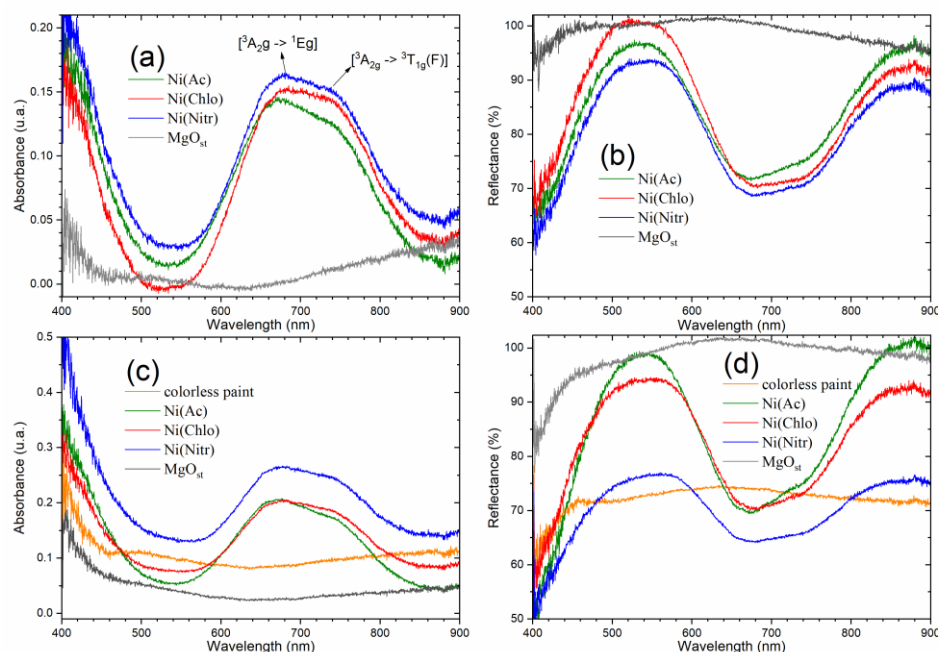 (a)
[³A₂g -> ¹Eg]
[³A₂g -> ³T₁g(F)]
Ni(Ac)
Ni(Chlo)
Ni(Nitr)
MgOst
Absorbance (u.a.)
0.20
0.15
0.10
0.05
0.00
400 500 600 700 800 900
Wavelength (nm)
(b)
Ni(Ac)
Ni(Chlo)
Ni(Nitr)
MgOst
Reflectance (%)
100
90
80
70
60
50
400 500 600 700 800 900
Wavelength (nm)
(c)
colorless paint
Ni(Ac)
Ni(Chlo)
Ni(Nitr)
MgOst
Absorbance (u.a.)
0.5
0.4
0.3
0.2
0.1
0.0
400 500 600 700 800 900
Wavelength (nm)
(d)
colorless paint
Ni(Ac)
Ni(Chlo)
Ni(Nitr)
MgOst
Reflectance (%)
100
90
80
70
60
50
400 500 600 700 800 900
Wavelength (nm)